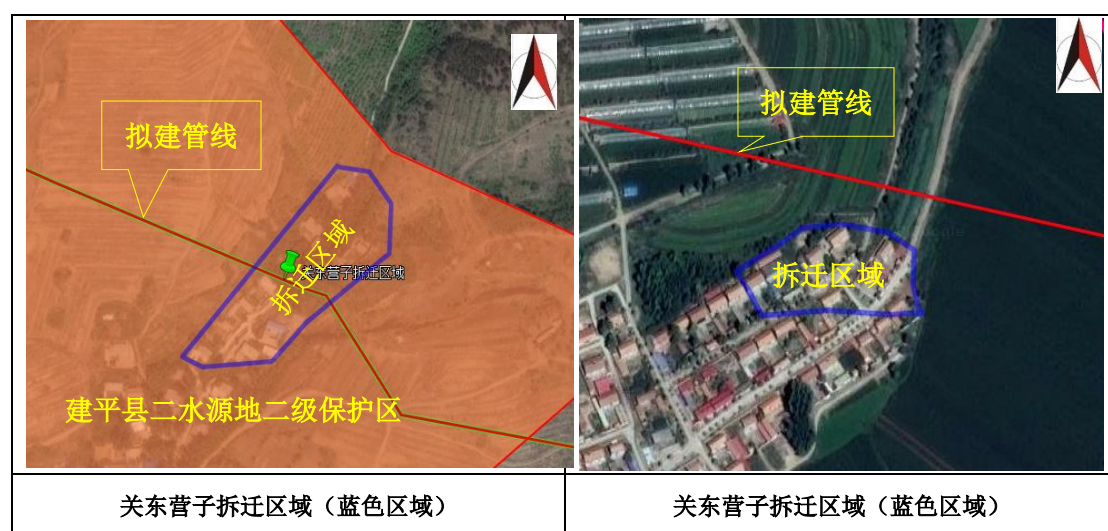 拟建管线
拆迁区域
关东营子拆迁区域
建平县二水源地二级保护区
拟建管线
拆迁区域
关东营子拆迁区域（蓝色区域）
关东营子拆迁区域（蓝色区域）